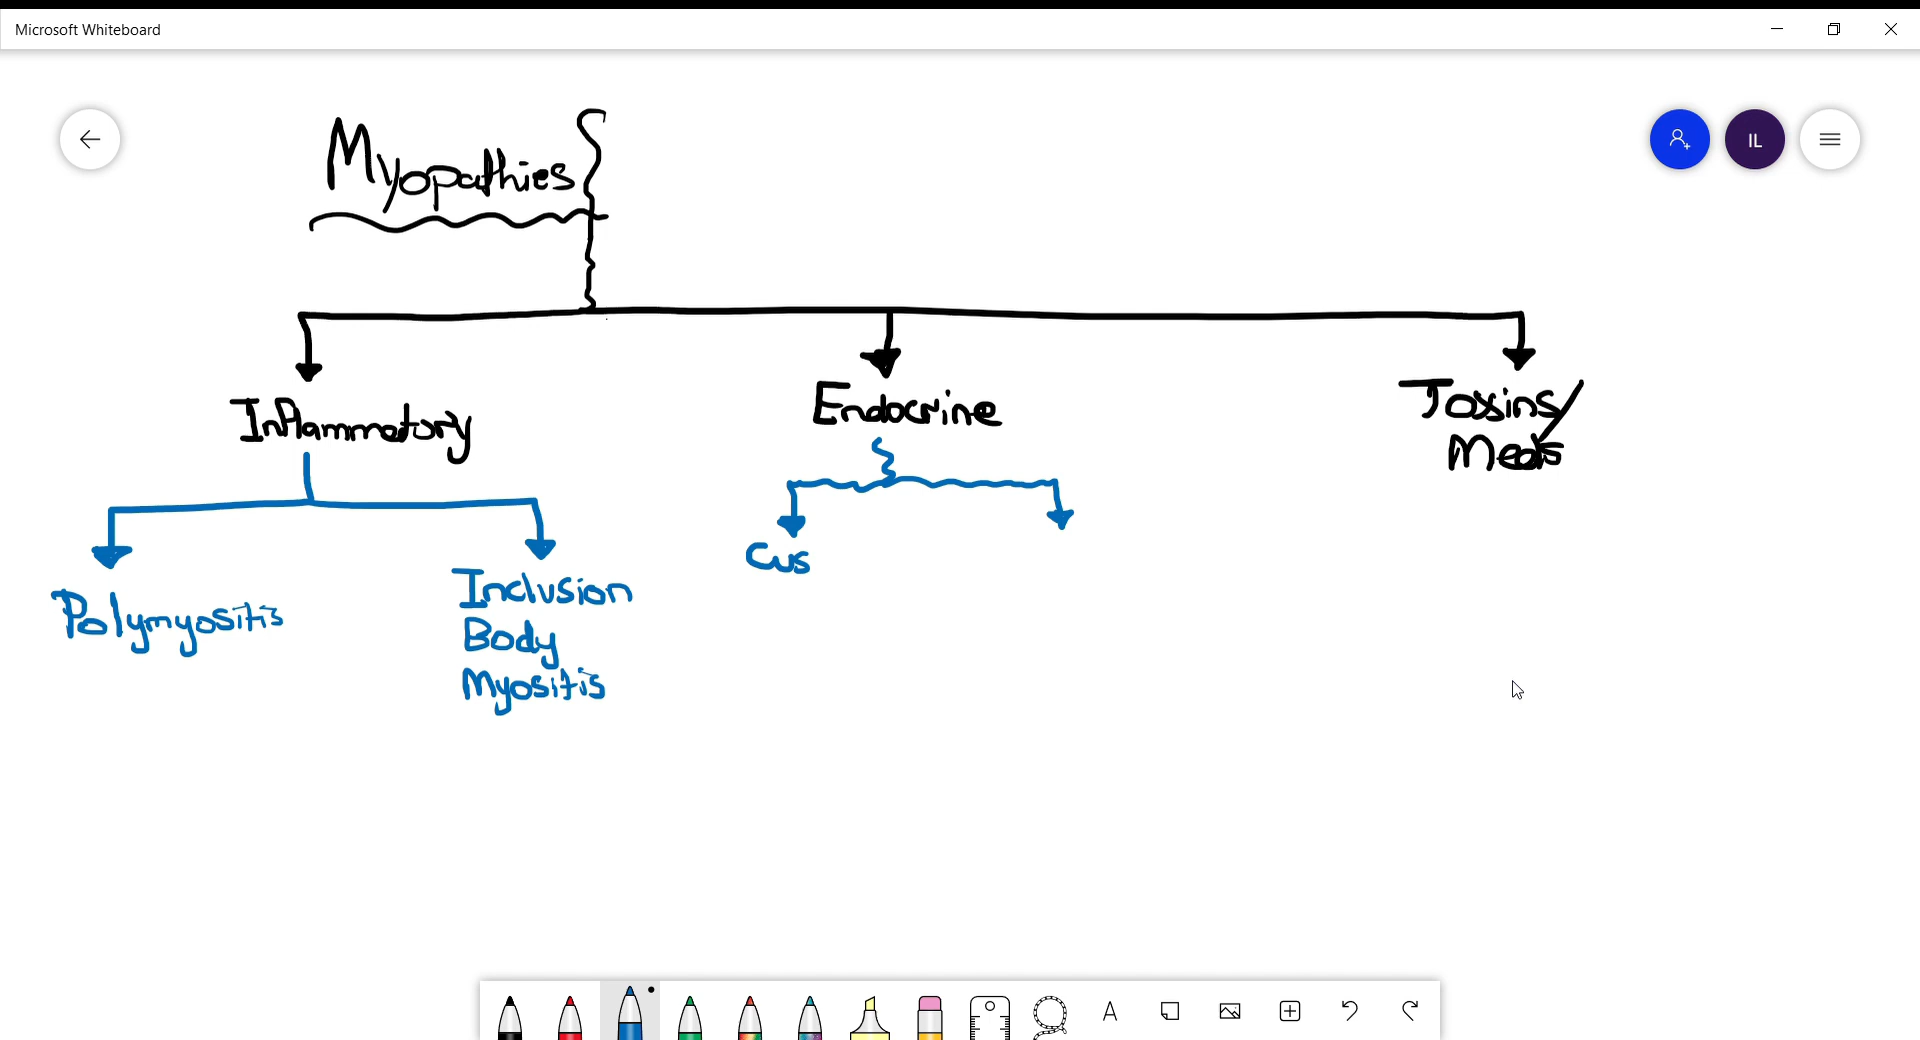 Microsoft Whiteboard
Myopathies
IL
Inflammatory
Endocrine
Toxins/
Meds
Cus
Polymyositis
Inclusion
Body
Myositis
A